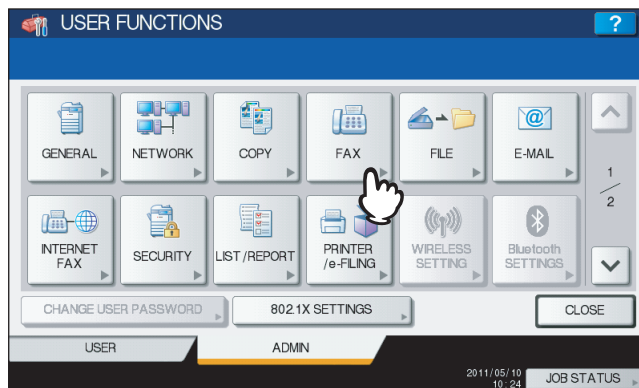 USER FUNCTIONS
?
GENERAL
NETWORK
COPY
FAX
FILE
E-MAIL
1
2
INTERNET
FAX
SECURITY
LIST/REPORT
PRINTER
/e-FILING
WIRELESS
SETTING
Bluetooth
SETTINGS
CHANGE USER PASSWORD
802.1X SETTINGS
CLOSE
USER
ADMIN
2011/05/10
10:24
JOB STATUS